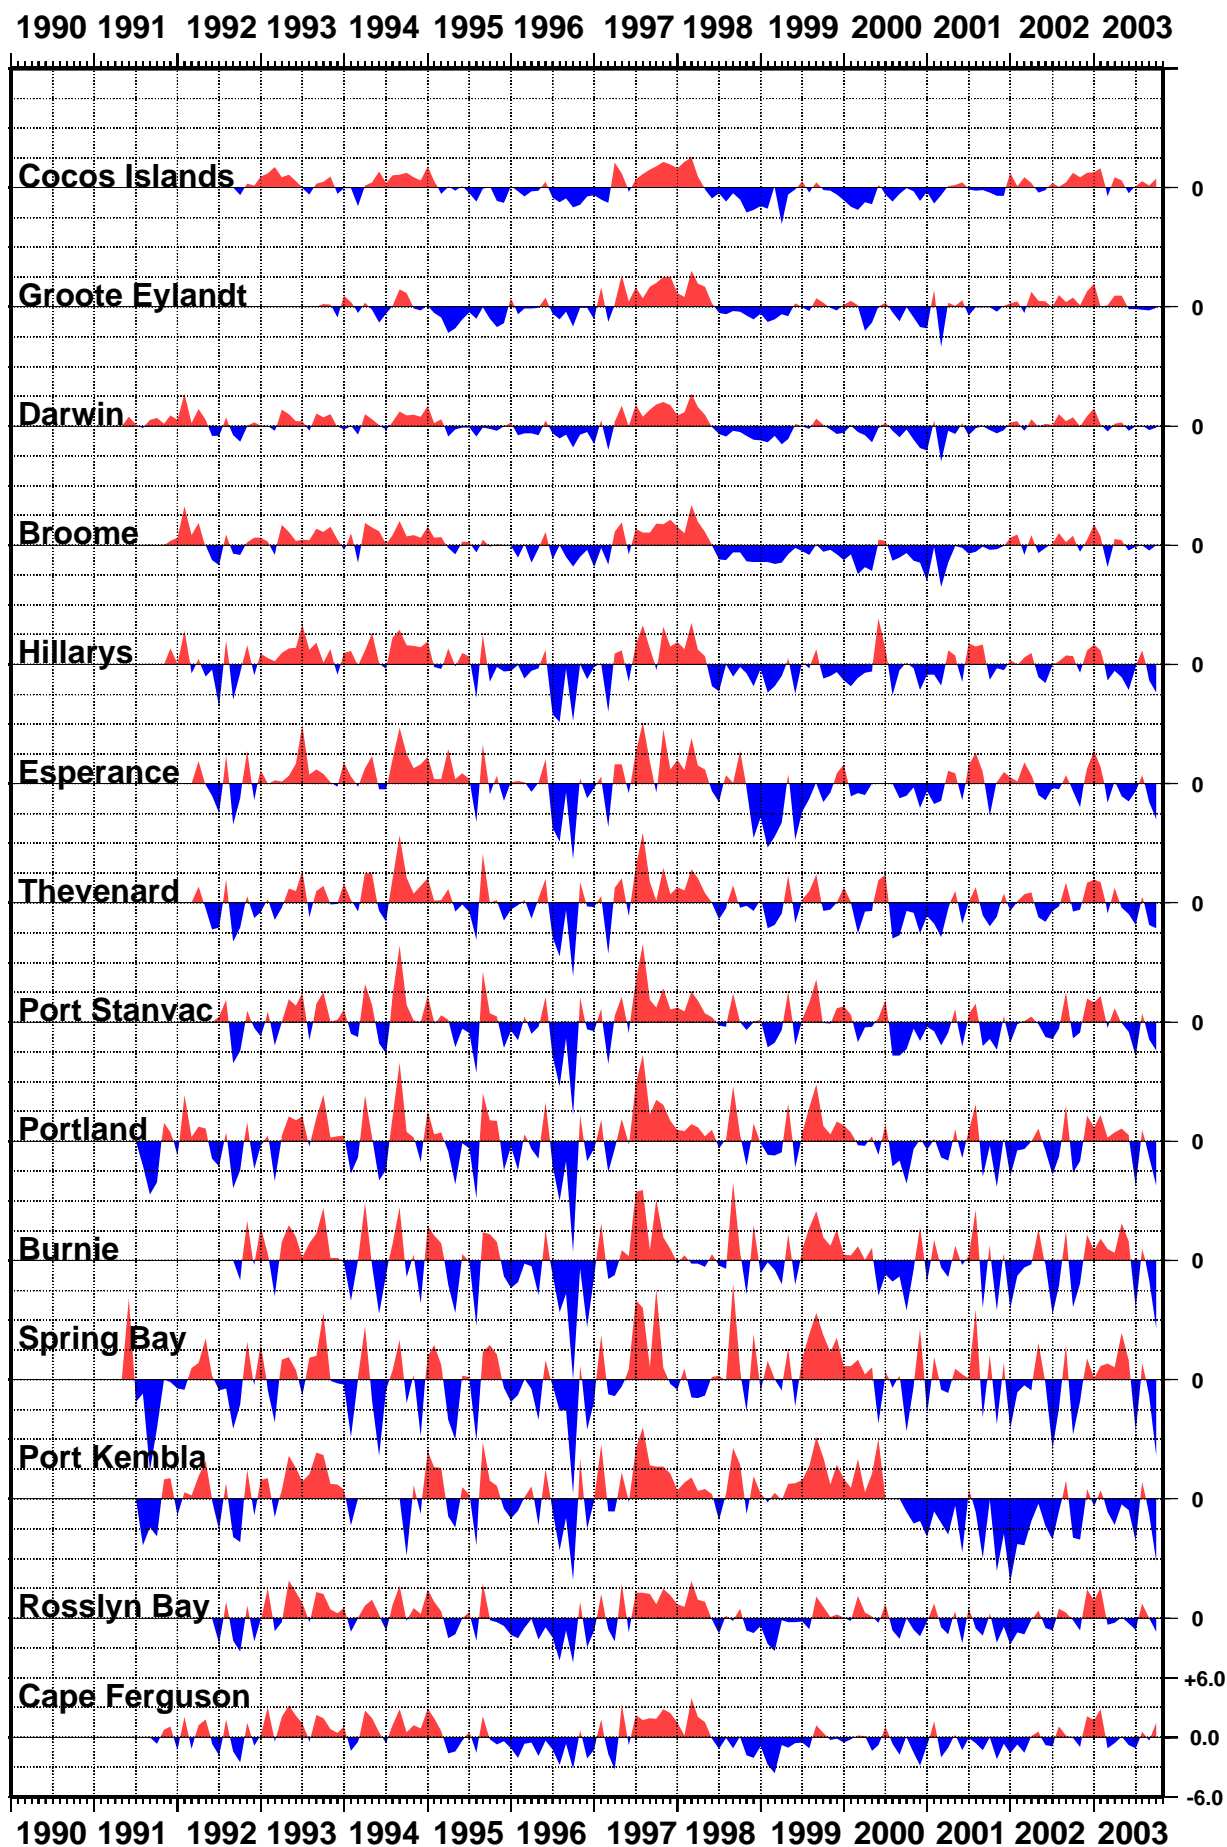 1990 1991 1992 1993 1994 1995 1996 1997 1998 1999 2000 2001 2002 2003
Cocos Islands 0
Groote Eylandt 0
Darwin 0
Broome 0
Hillarys 0
Esperance 0
Thevenard 0
Port Stanvac 0
Portland 0
Burnie 0
Spring Bay 0
Port Kembla 0
Rosslyn Bay 0
+6.0
Cape Ferguson
0.0
-6.0
1990 1991 1992 1993 1994 1995 1996 1997 1998 1999 2000 2001 2002 2003